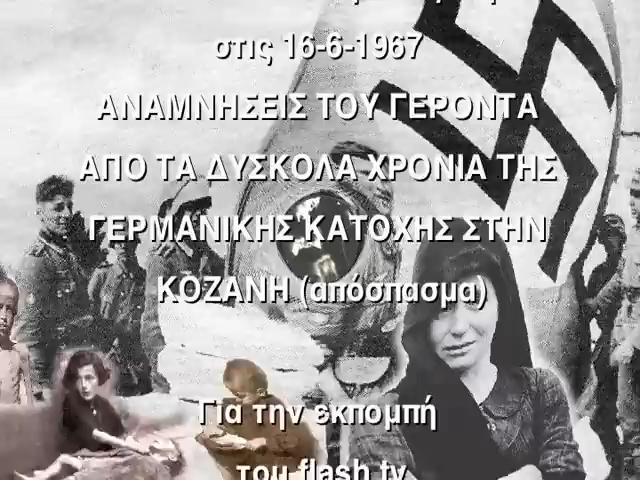 στις 16-6-1967
ΑΝΑΜΝΗΣΕΙΣ ΤΟΥ ΓΕΡΟΝΤΑ
ΑΠΟ ΤΑ ΔΥΣΚΟΛΑ ΧΡΟΝΙΑ ΤΗΣ
ΓΕΡΜΑΝΙΚΗΣ ΚΑΤΟΧΗΣ ΣΤΗΝ
ΚΟΖΑΝΗ (απόσπασμα)
Για την εκπομπή
του flash tv